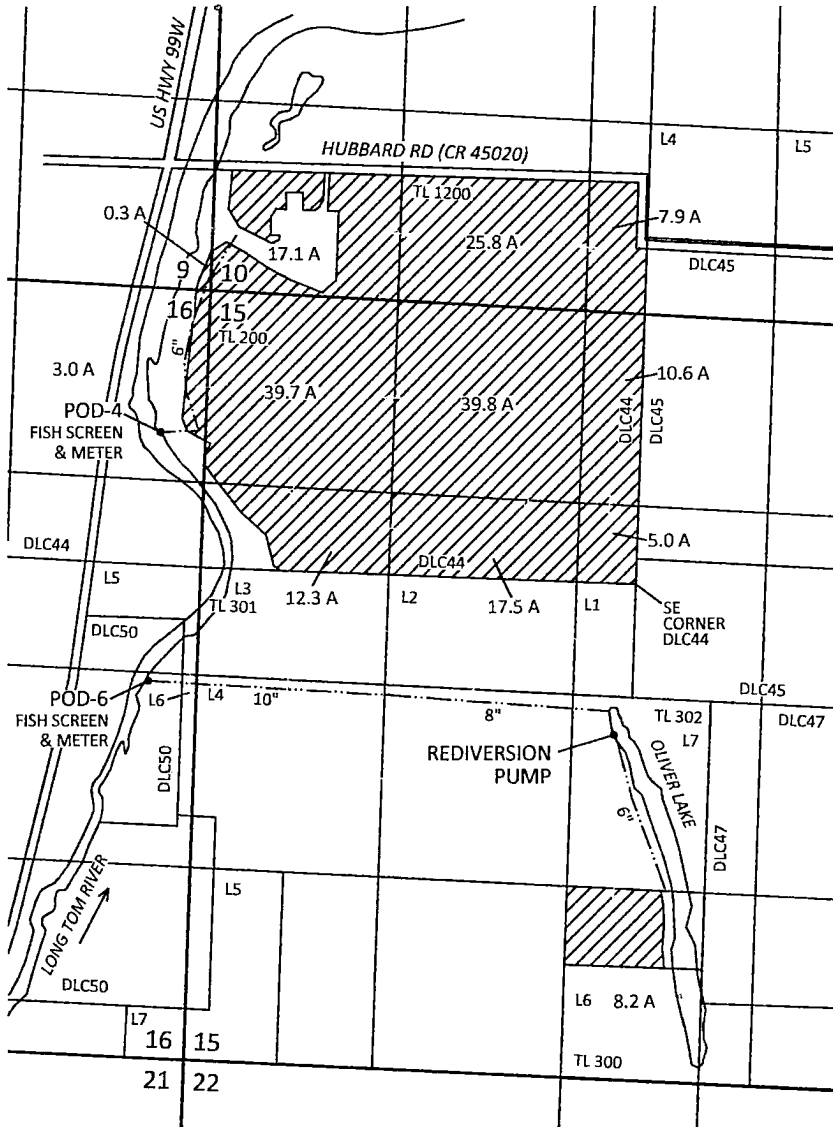 US HWY 99W
L4
L5
HUBBARD RD (CR 45020)
TL 1200
0.3 A
7.9 A
17.1 A
25.8 A
DLC45
9
10
16
15
TL 200
6"
3.0 A
39.7 A
39.8 A
10.6 A
DLC44
DLC45
POD-4
FISH SCREEN
& METER
DLC44
L5
5.0 A
DLC44
L3
TL 301
12.3 A
L2
17.5 A
L1
SE
CORNER
DLC44
DLC50
POD-6
FISH SCREEN
& METER
L6
L4
10"
8"
DLC45
TL 302
DLC47
L7
REDIVERSION
PUMP
OLIVER LAKE
6"
DLC50
DLC47
L5
LONG TOM RIVER
DLC50
L7
16
15
21
22
L6
8.2 A
TL 300